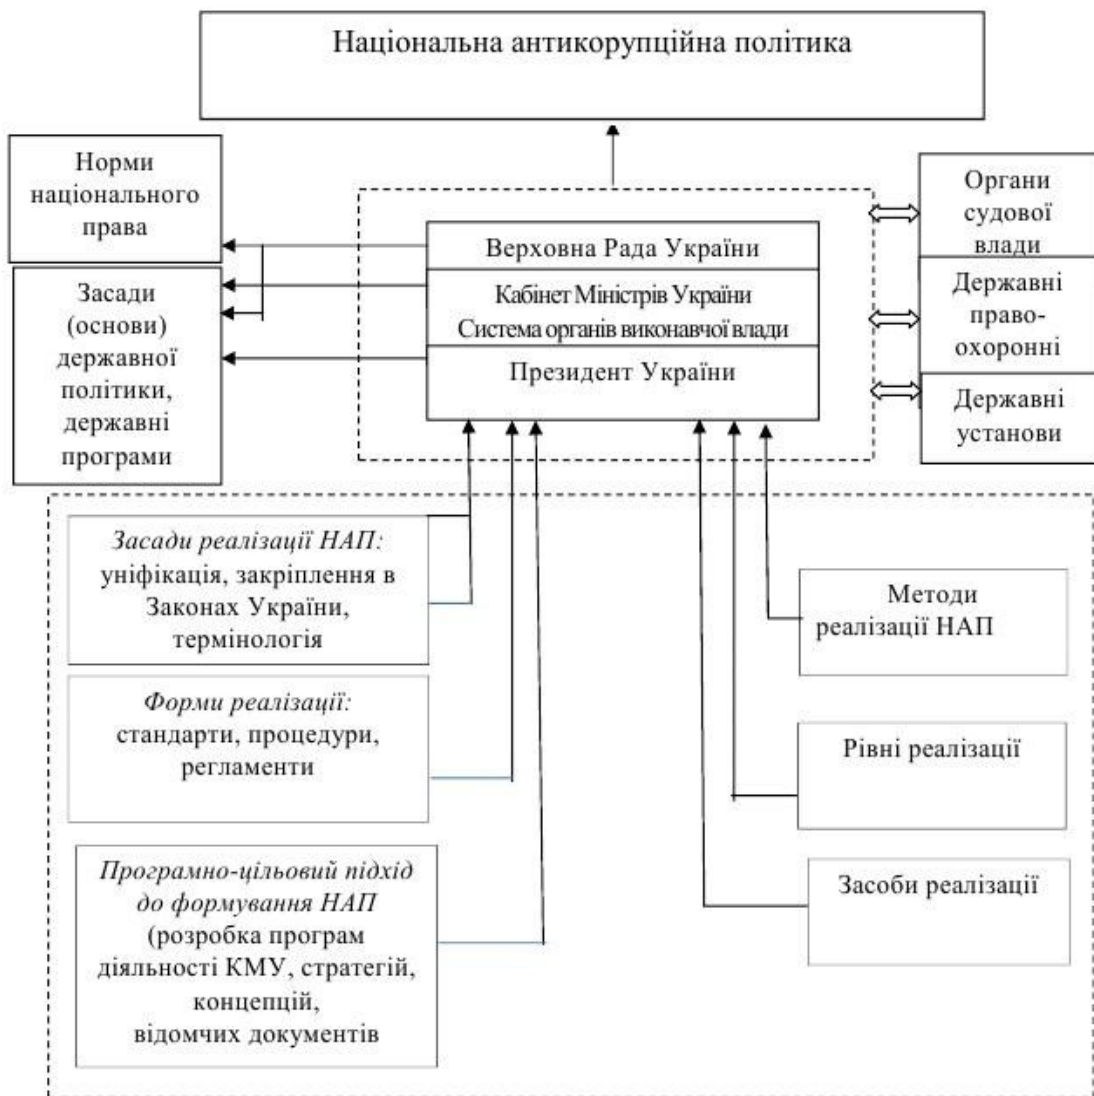 Національна антикорупційна політика
Норми
національного
права
Засади
(основи)
державної
політики,
державні
програми
Верховна Рада України
Кабінет Міністрів України
Система органів виконавчої влади
Президент України
Органи
судової
влади
Державні
право-
охоронні
Державні
установи
Засади реалізації НАП:
уніфікація, закріплення в
Законах України,
термінологія
Форми реалізації:
стандарти, процедури,
регламенти
Програмно-цільовий підхід
до формування НАП
(розробка програм
діяльності КМУ, стратегій,
концепцій,
відомчих документів
Методи
реалізації НАП
Рівні реалізації
Засоби реалізації